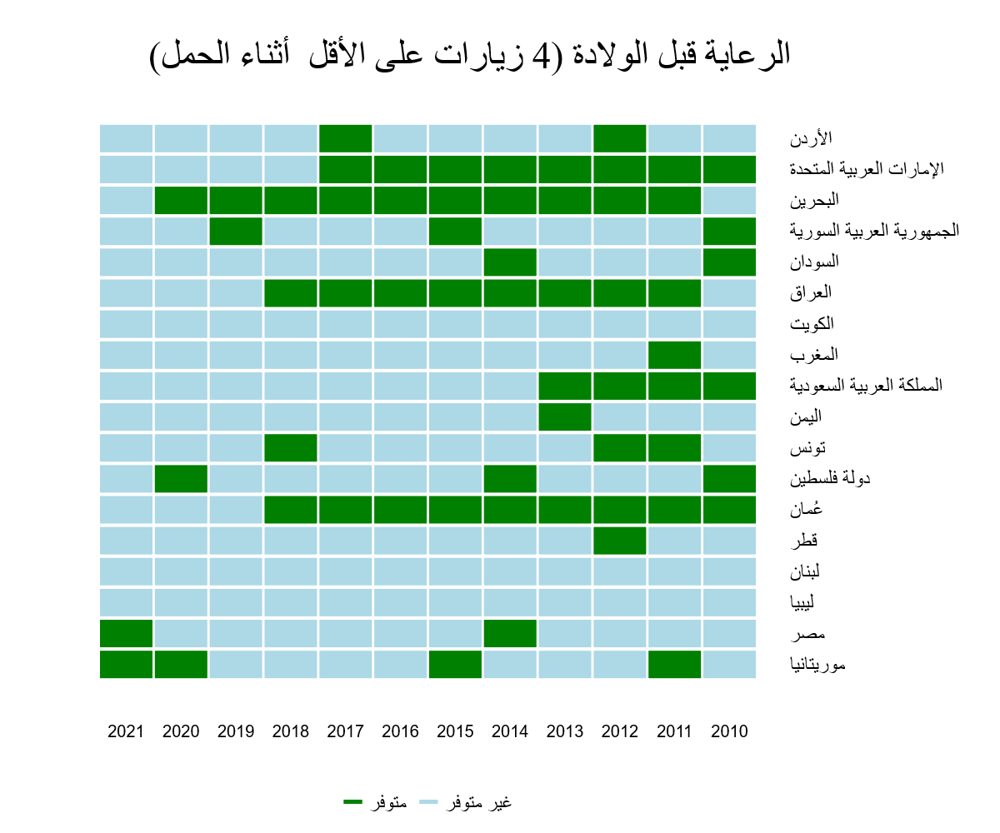 الرعاية قبل الولادة (4 زيارات على الأقل أثناء الحمل)
الأردن
الإمارات العربية المتحدة
البحرين
الجمهورية العربية السورية
السودان
العراق
الكويت
المغرب
المملكة العربية السعودية
اليمن
تونس
دولة فلسطين
عُمان
قطر
لبنان
ليبيا
مصر
موريتانيا
2021 2020 2019 2018 2017 2016 2015 2014 2013 2012 2011 2010
متوفر غير متوفر